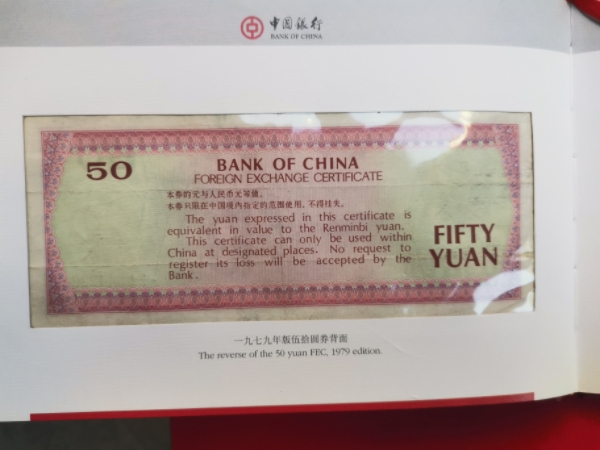 中国银行
BANK OF CHINA
50
BANK OF CHINA
FOREIGN EXCHANGE CERTIFICATE
本券的元与人民币元等值。
本券只限在中国境内指定的范围使用，不得挂失。
The yuan expressed in this certificate is
equivalent in value to the Renminbi yuan.
This certificate can only be used within
China at designated places. No request to
register its loss will be accepted by the
Bank.
FIFTY
YUAN
一九七九年版伍拾圆券背面
The reverse of the 50 yuan FEC, 1979 edition.